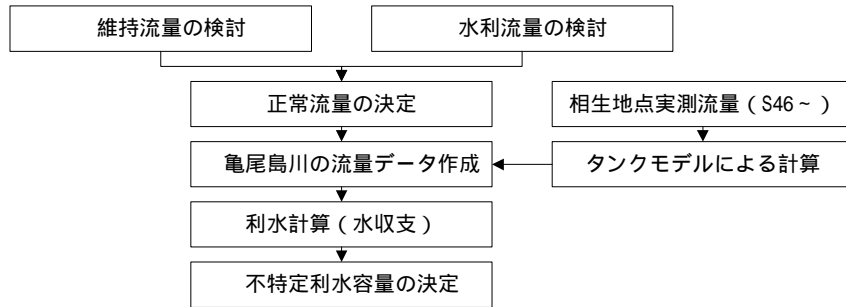 維持流量の検討
水利流量の検討
正常流量の決定
相生地点実測流量（S46～）
亀尾島川の流量データ作成
タンクモデルによる計算
利水計算（水収支）
不特定利水容量の決定